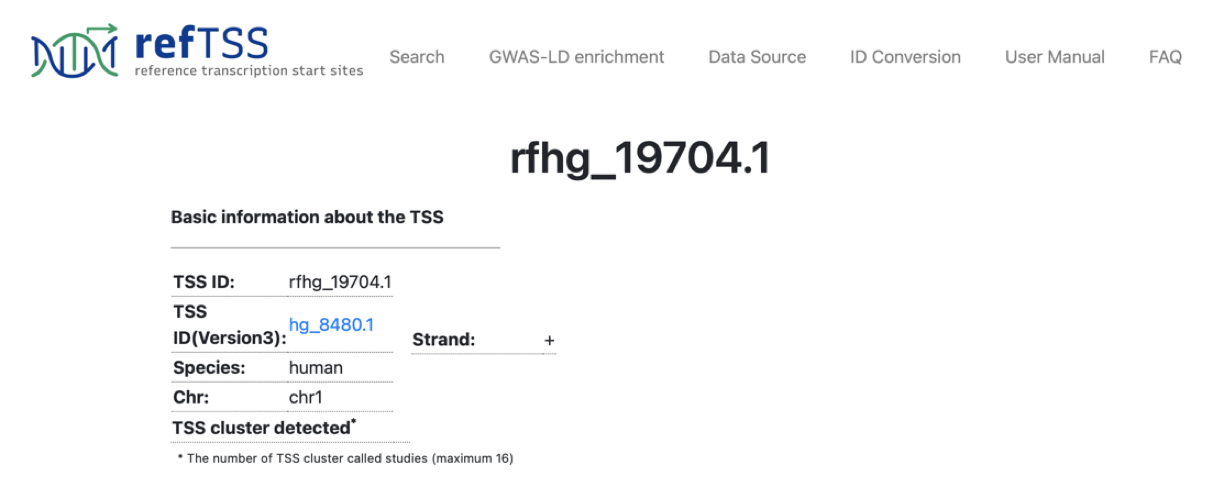 refTSS
reference transcription start sites
Search GWAS-LD enrichment Data Source ID Conversion User Manual FAQ
rfhg_19704.1
Basic information about the TSS
TSS ID: rfhg_19704.1
TSS
ID(Version3): hg_8480.1
Strand: +
Species: human
Chr: chr1
TSS cluster detected*
* The number of TSS cluster called studies (maximum 16)